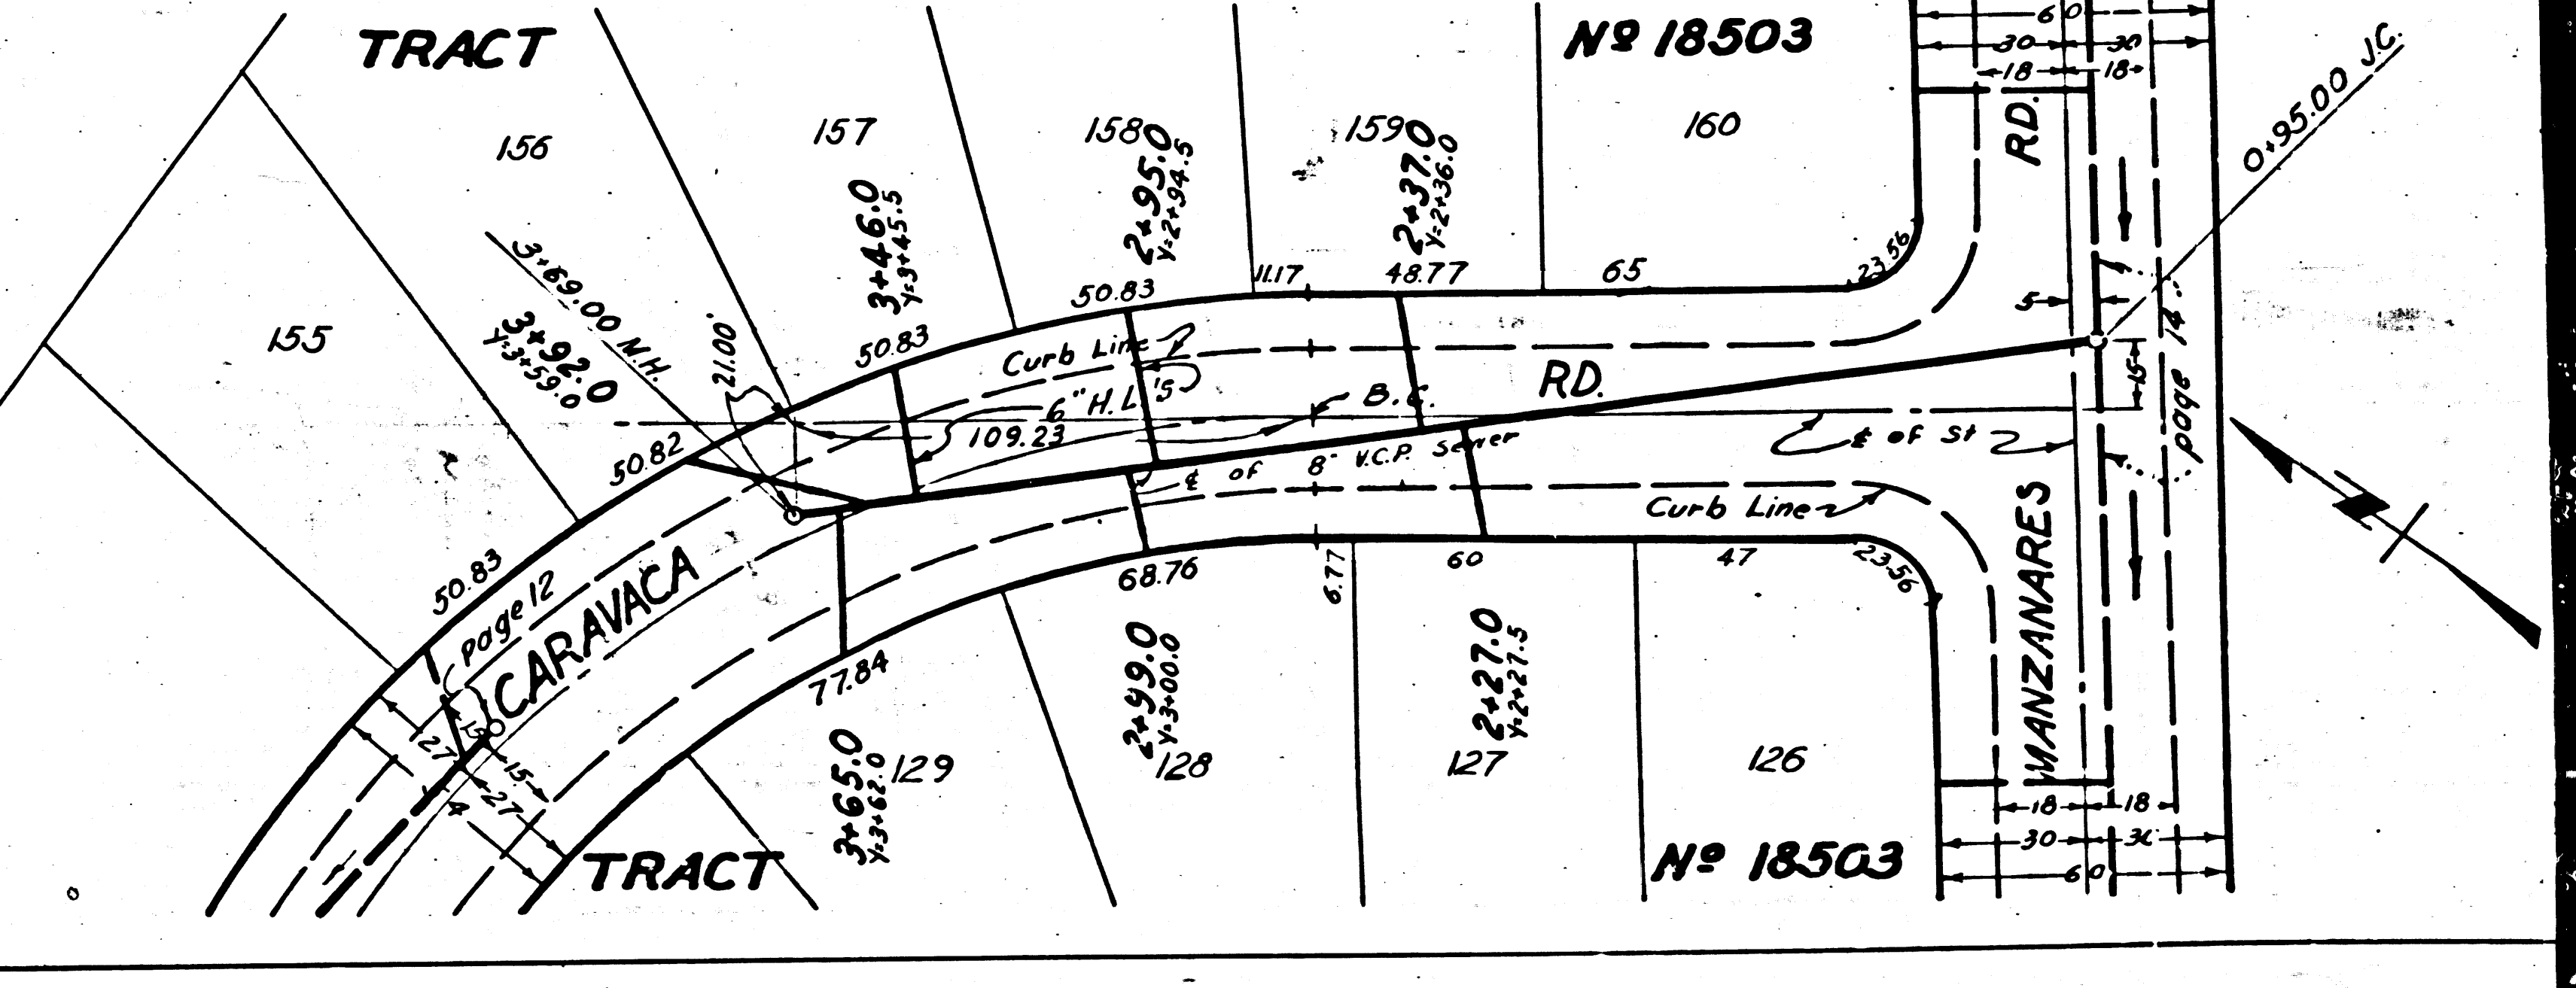 TRACT
Nº 18503
60
30
30
18
18
RD.
0+95.00 J.C.
156
157
158
159
160
155
3+69.00 M.H.
3+92.0
Y=3+59.0
21.00'
3+46.0
Y=3+45.5
2+95.0
Y=2+94.5
2+37.0
Y=2+36.0
50.83
50.82
50.83
50.83
11.17
48.77
65
23.56
Curb Line
6" H.L.'S
109.23
B.C.
RD.
5
15
page 14
℄ of St
℄ of 8" V.C.P. Sewer
Curb Line
page 12
CARAVACA
MANZANARES
77.84
68.76
6.77
60
47
23.56
15
27
15
27
3+65.0
Y=3+62.0
2+99.0
Y=3+00.0
2+27.0
Y=2+27.5
129
128
127
126
18
18
30
60
TRACT
Nº 18503